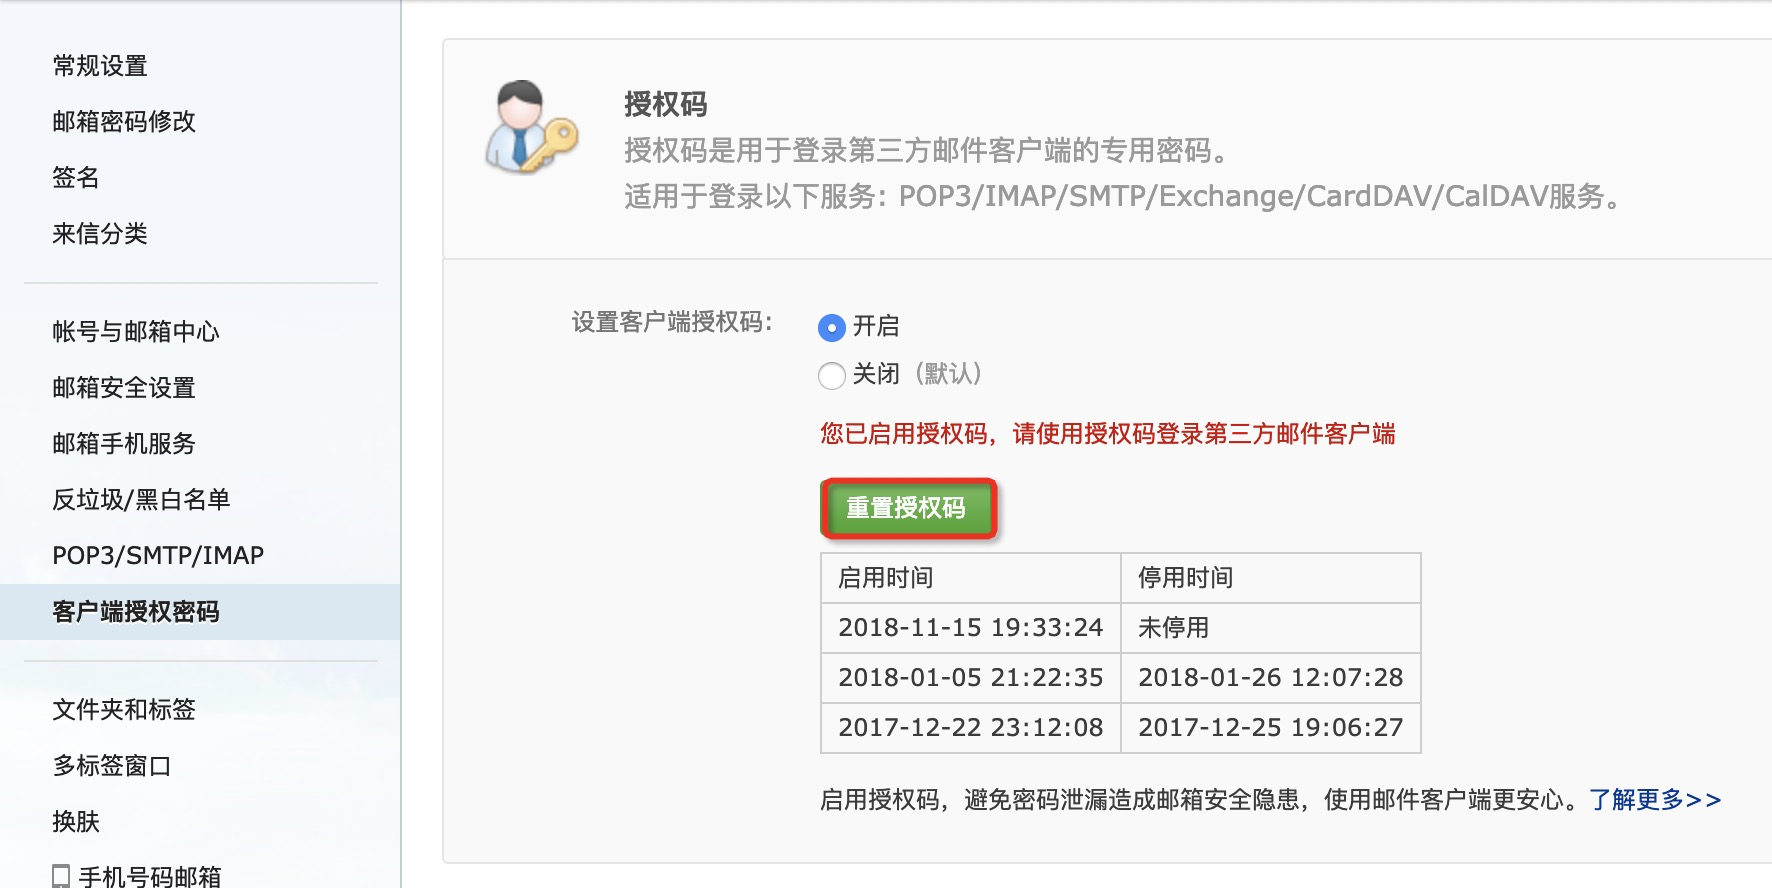 常规设置
邮箱密码修改
签名
来信分类
帐号与邮箱中心
邮箱安全设置
邮箱手机服务
反垃圾/黑白名单
POP3/SMTP/IMAP
客户端授权密码
文件夹和标签
多标签窗口
换肤
手机号码邮箱
授权码
授权码是用于登录第三方邮件客户端的专用密码。
适用于登录以下服务: POP3/IMAP/SMTP/Exchange/CardDAV/CalDAV服务。
设置客户端授权码:
开启
关闭（默认）
您已启用授权码，请使用授权码登录第三方邮件客户端
重置授权码
启用时间 停用时间
2018-11-15 19:33:24 未停用
2018-01-05 21:22:35 2018-01-26 12:07:28
2017-12-22 23:12:08 2017-12-25 19:06:27
启用授权码，避免密码泄漏造成邮箱安全隐患，使用邮件客户端更安心。了解更多>>